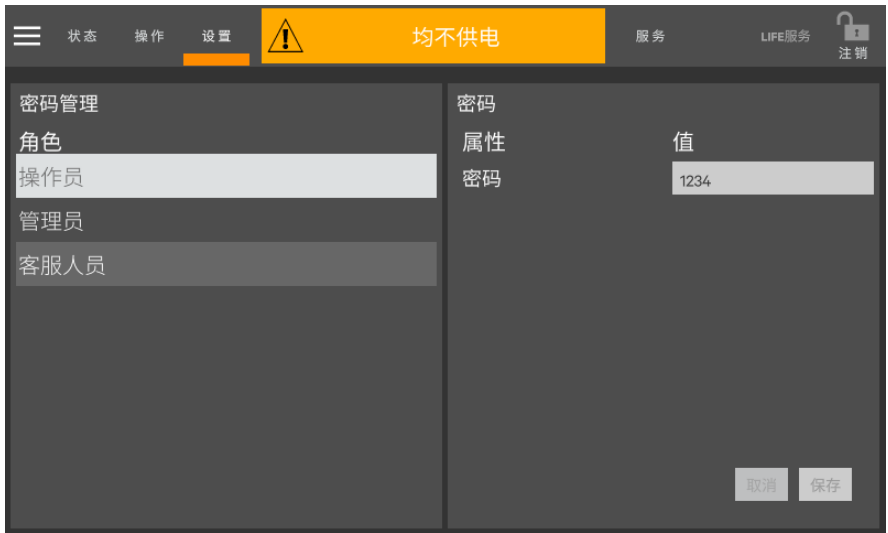 状态 操作 设置 均不供电 服务 LIFE服务 注销
密码管理
角色
操作员
管理员
客服人员
密码
属性 值
密码 1234
取消 保存